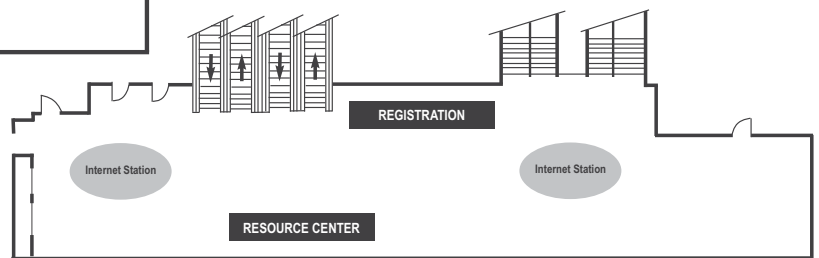 REGISTRATION
Internet Station
Internet Station
RESOURCE CENTER